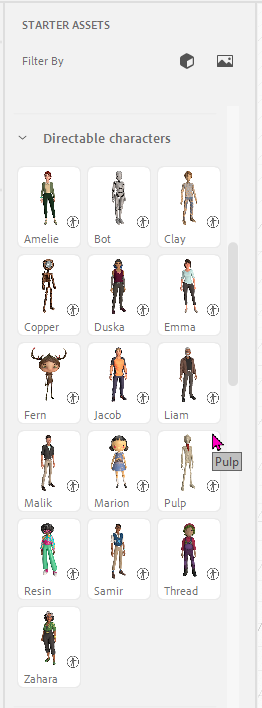 STARTER ASSETS
Filter By
Directable characters
Amelie
Bot
Clay
Copper
Duska
Emma
Fern
Jacob
Liam
Malik
Marion
Pulp
Pulp
Resin
Samir
Thread
Zahara